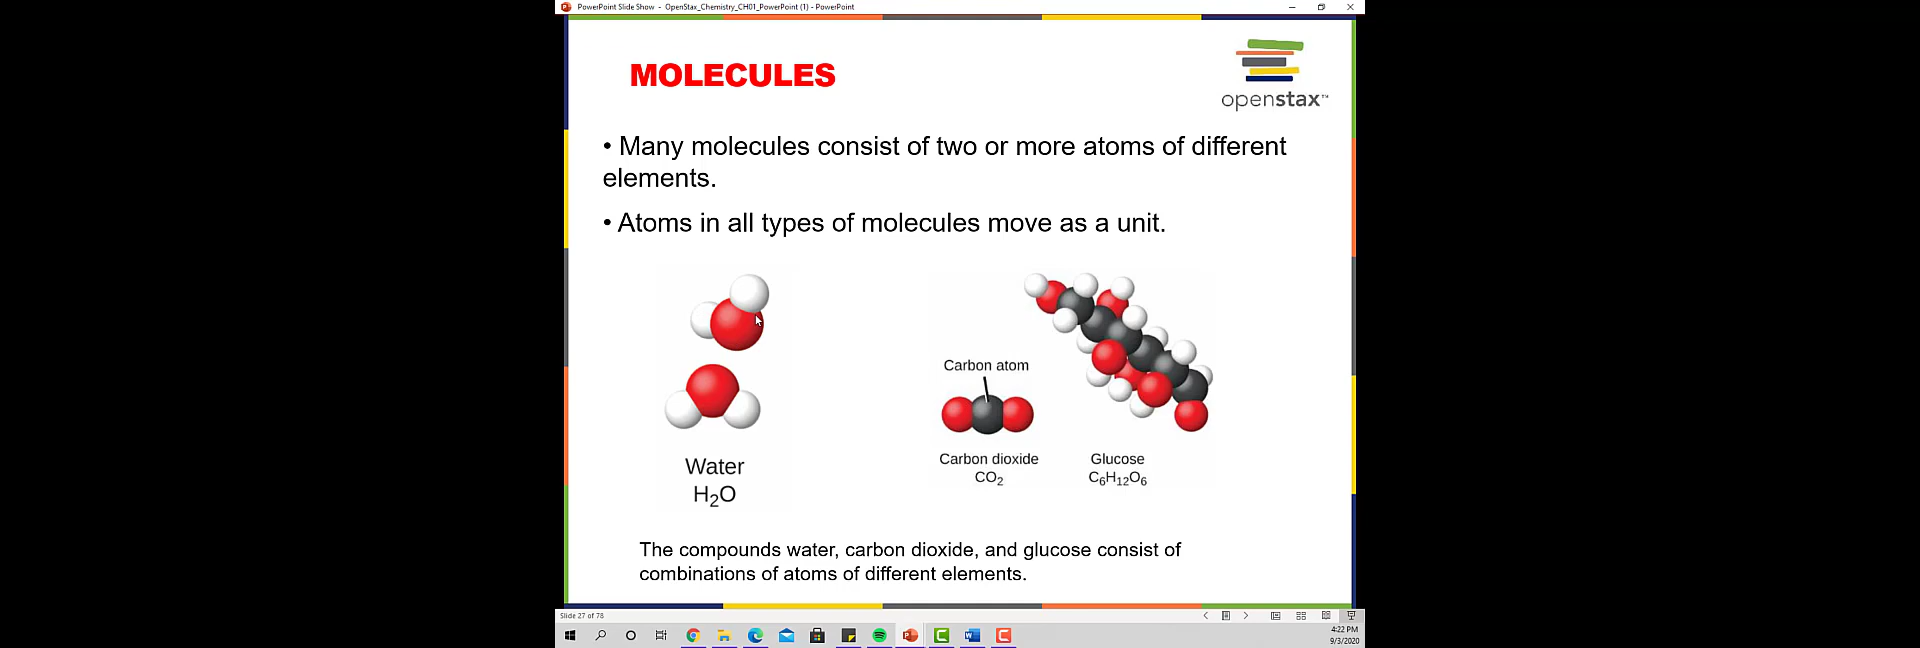 PowerPoint Slide Show - OpenStax_Chemistry_CH01_PowerPoint (1) - PowerPoint
MOLECULES
openstax™
• Many molecules consist of two or more atoms of different
elements.
• Atoms in all types of molecules move as a unit.
Carbon atom
Water
H₂O
Carbon dioxide
CO₂
Glucose
C₆H₁₂O₆
The compounds water, carbon dioxide, and glucose consist of
combinations of atoms of different elements.
Slide 27 of 78
4:22 PM
9/3/2020